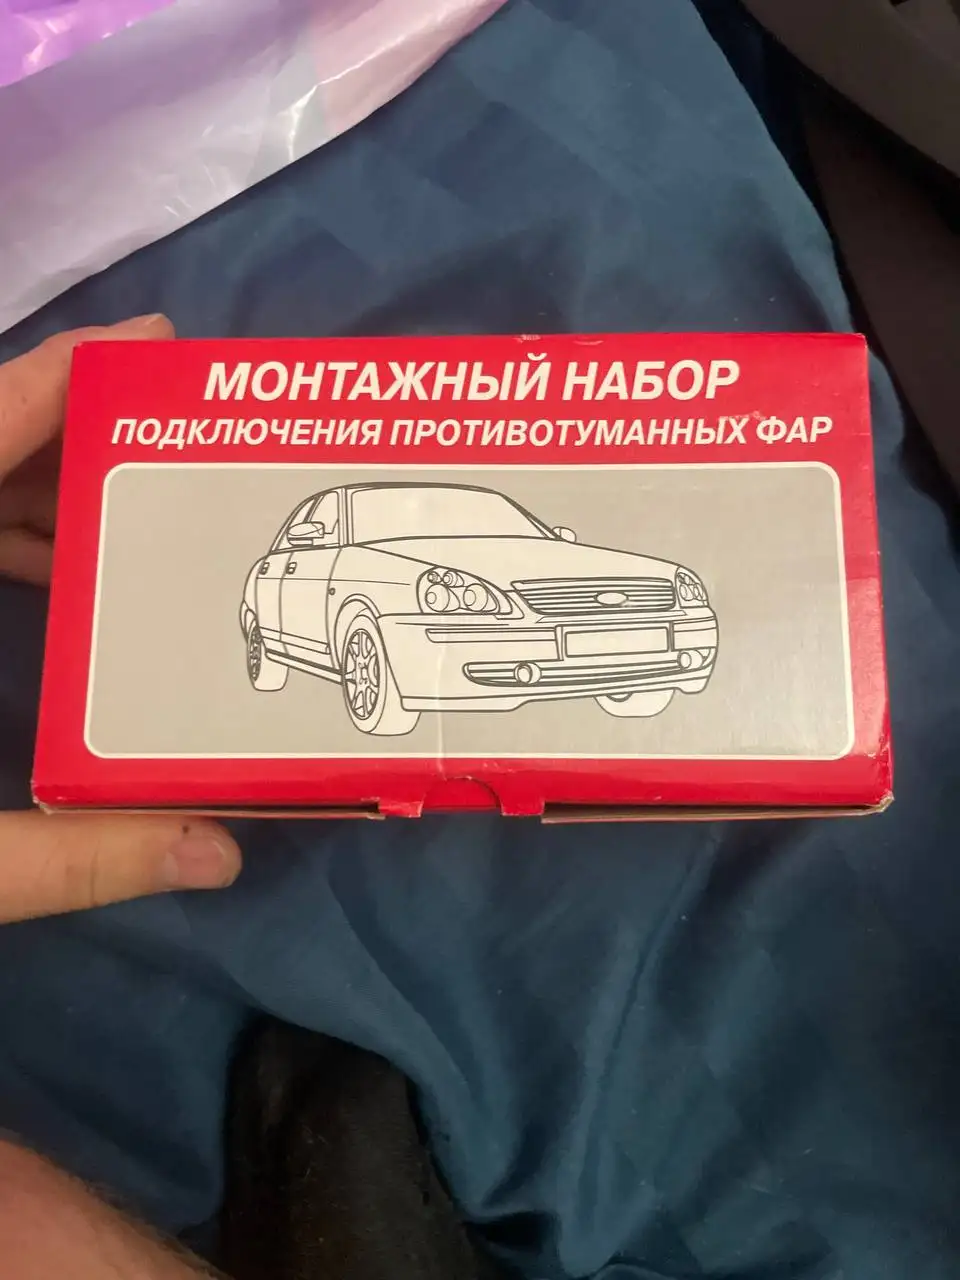 МОНТАЖНЫЙ НАБОР
ПОДКЛЮЧЕНИЯ ПРОТИВОТУМАННЫХ ФАР